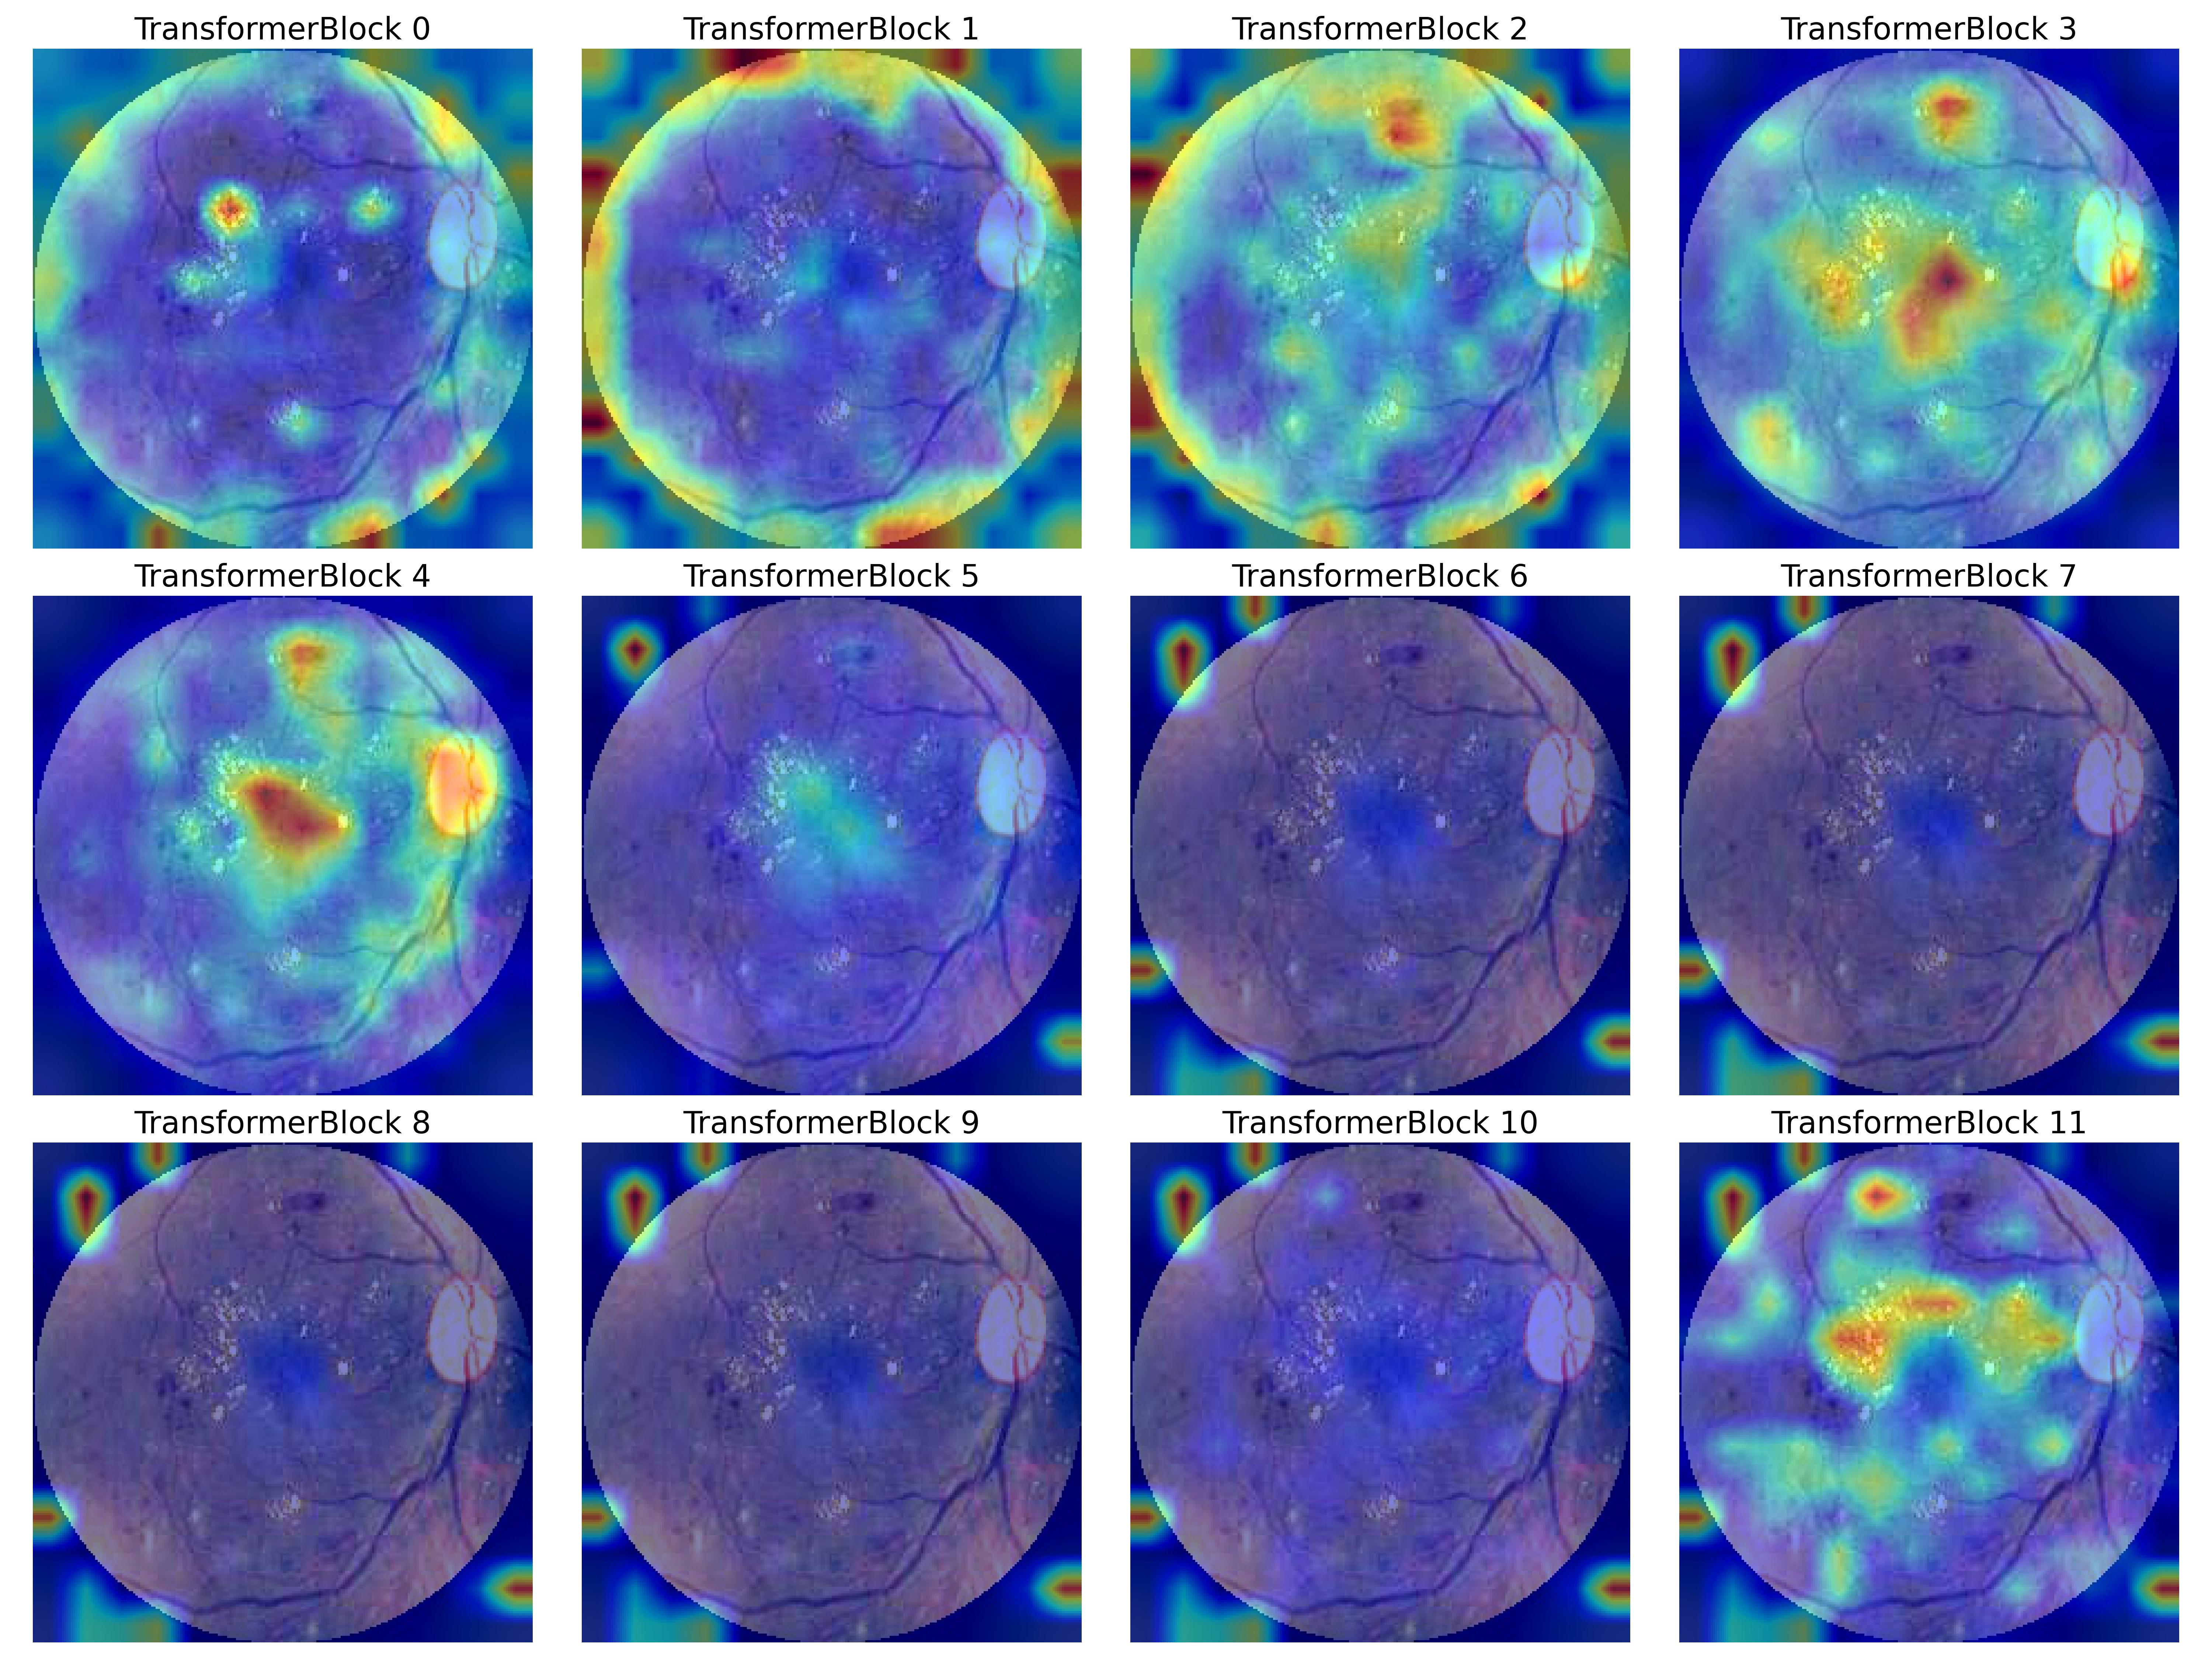 TransformerBlock 0
TransformerBlock 1
TransformerBlock 2
TransformerBlock 3
TransformerBlock 4
TransformerBlock 5
TransformerBlock 6
TransformerBlock 7
TransformerBlock 8
TransformerBlock 9
TransformerBlock 10
TransformerBlock 11